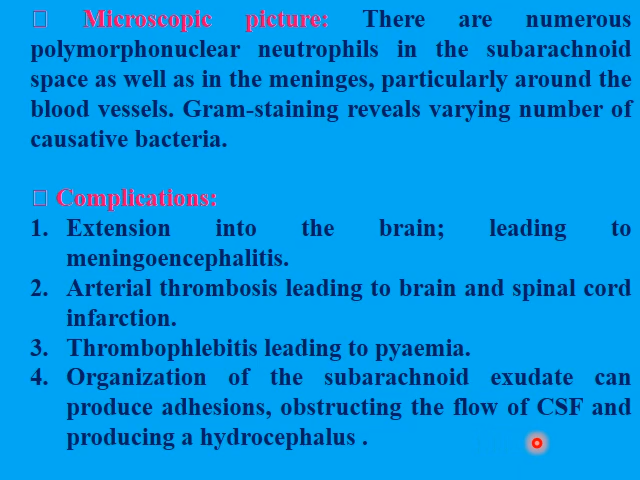 Microscopic picture: There are numerous
polymorphonuclear neutrophils in the subarachnoid
space as well as in the meninges, particularly around the
blood vessels. Gram-staining reveals varying number of
causative bacteria.
Complications:
1. Extension into the brain; leading to
meningoencephalitis.
2. Arterial thrombosis leading to brain and spinal cord
infarction.
3. Thrombophlebitis leading to pyaemia.
4. Organization of the subarachnoid exudate can
produce adhesions, obstructing the flow of CSF and
producing a hydrocephalus .